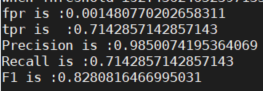 fpr is :0.001480770202658311
tpr is  :0.7142857142857143
Precision is :0.9850074195364069
Recall is :0.7142857142857143
F1 is :0.8280816466995031